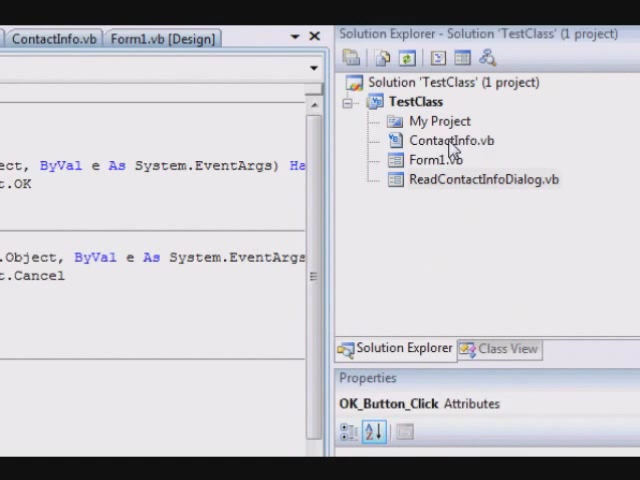 ContactInfo.vb Form1.vb [Design]
Solution Explorer - Solution 'TestClass' (1 project)
Solution 'TestClass' (1 project)
TestClass
My Project
ContactInfo.vb
Form1.vb
ReadContactInfoDialog.vb
ect, ByVal e As System.EventArgs) Ha
t.OK
.Object, ByVal e As System.EventArgs
t.Cancel
Solution Explorer Class View
Properties
OK_Button_Click Attributes